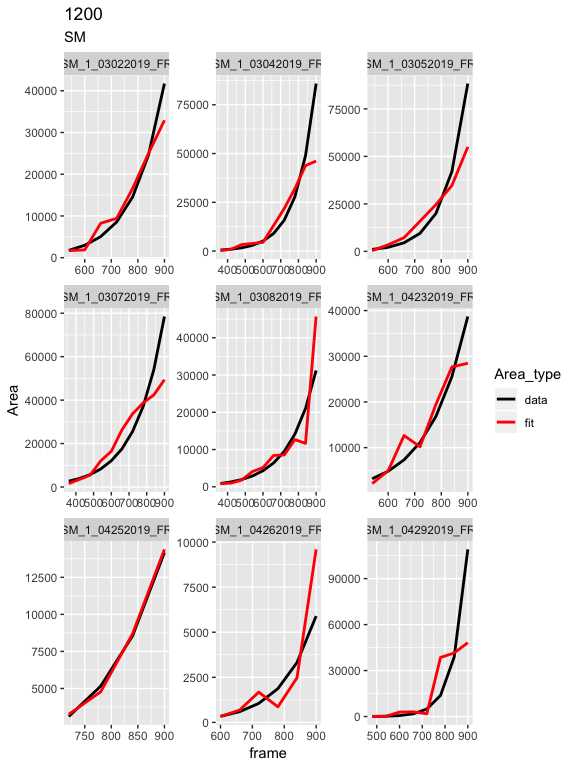 1200
SM
SM_1_03022019_FR SM_1_03042019_FR SM_1_03052019_FR
40000
30000
20000
10000
0
75000
50000
25000
0
75000
50000
25000
0
600 700 800 900
400 500 600 700 800 900
400 500 600 700 800 900
SM_1_03072019_FR SM_1_03082019_FR SM_1_04232019_FR
80000
60000
40000
20000
0
40000
30000
20000
10000
0
40000
30000
20000
10000
400 500 600 700 800 900
400 500 600 700 800 900
600 700 800 900
SM_1_04252019_FR SM_1_04262019_FR SM_1_04292019_FR
12500
10000
7500
5000
10000
7500
5000
2500
0
90000
60000
30000
0
750 800 850 900
600 700 800 900
500 600 700 800 900
Area
frame
Area_type
data
fit